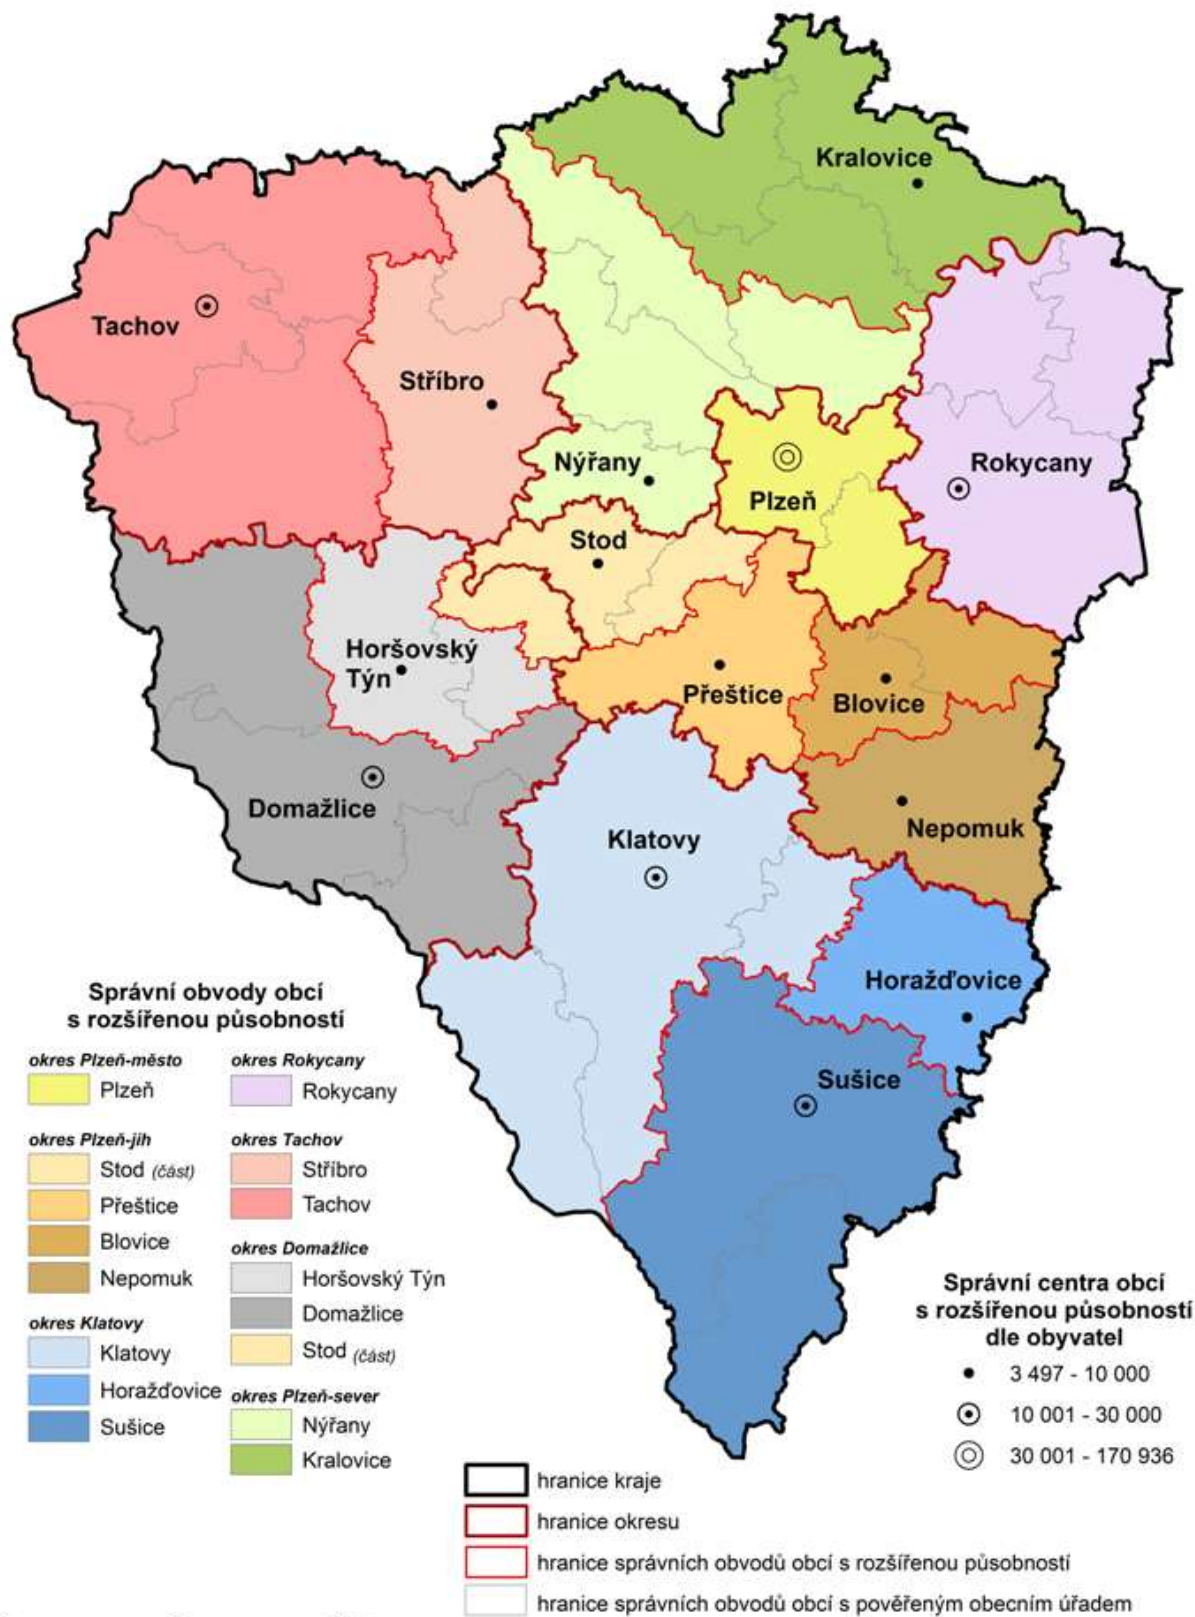 Kralovice
Tachov
Stříbro
Nýřany
Plzeň
Rokycany
Stod
Horšovský
Týn
Přeštice
Blovice
Domažlice
Nepomuk
Klatovy
Horažďovice
Sušice
Správní obvody obcí
s rozšířenou působností
okres Plzeň-město
Plzeň
okres Plzeň-jih
Stod (část)
Přeštice
Blovice
Nepomuk
okres Klatovy
Klatovy
Horažďovice
Sušice
okres Rokycany
Rokycany
okres Tachov
Stříbro
Tachov
okres Domažlice
Horšovský Týn
Domažlice
Stod (část)
okres Plzeň-sever
Nýřany
Kralovice
Správní centra obcí
s rozšířenou působností
dle obyvatel
3 497 - 10 000
10 001 - 30 000
30 001 - 170 936
hranice kraje
hranice okresu
hranice správních obvodů obcí s rozšířenou působností
hranice správních obvodů obcí s pověřeným obecním úřadem